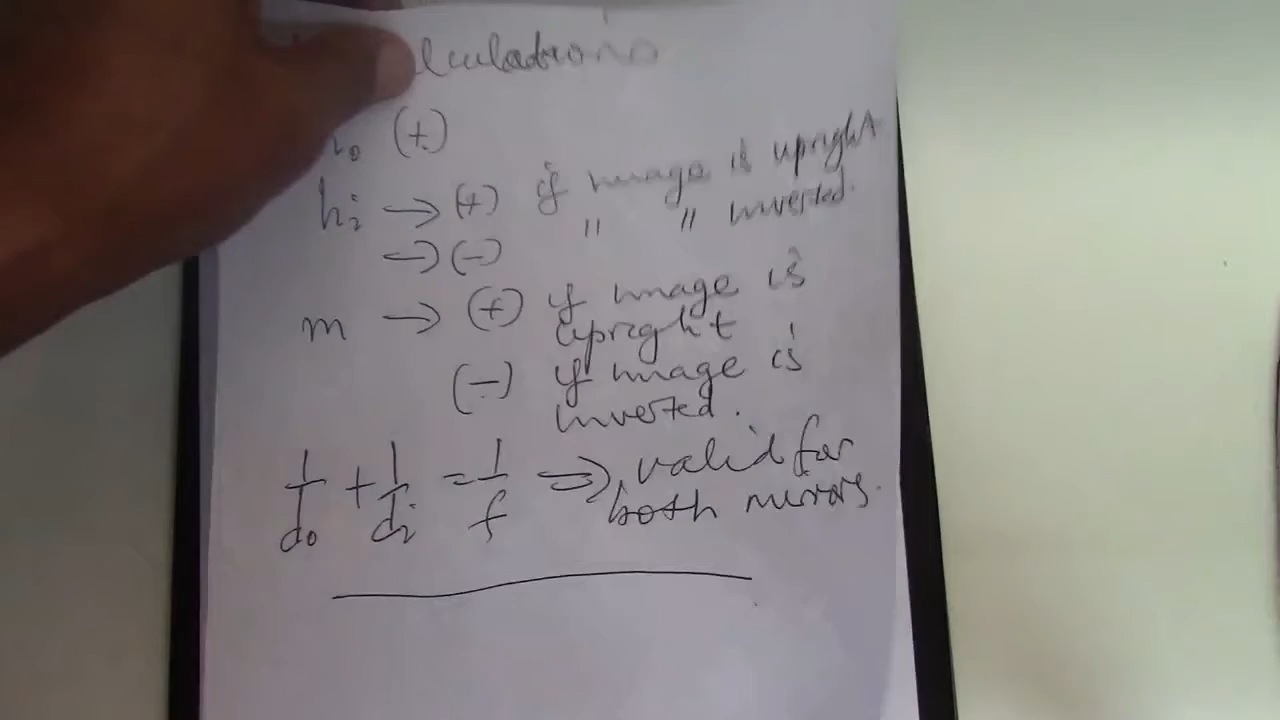 lculations
ho (+)
hi → (+) if image is upright
→ (-) " " inverted.
m → (+) if image is
upright
(-) if image is
inverted.
1/do + 1/di = 1/f ⇒ valid for
both mirrors.